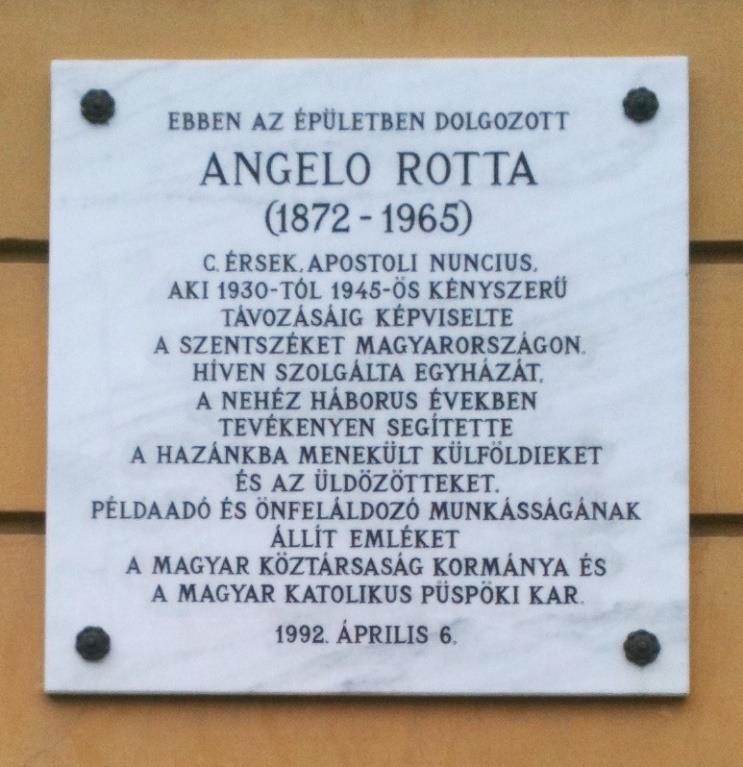 EBBEN AZ ÉPÜLETBEN DOLGOZOTT
ANGELO ROTTA
(1872 - 1965)
C. ÉRSEK, APOSTOLI NUNCIUS,
AKI 1930-TÓL 1945-ÖS KÉNYSZERŰ
TÁVOZÁSÁIG KÉPVISELTE
A SZENTSZÉKET MAGYARORSZÁGON.
HÍVEN SZOLGÁLTA EGYHÁZÁT,
A NEHÉZ HÁBORUS ÉVEKBEN
TEVÉKENYEN SEGÍTETTE
A HAZÁNKBA MENEKÜLT KÜLFÖLDIEKET
ÉS AZ ÜLDÖZÖTTEKET.
PÉLDAADÓ ÉS ÖNFELÁLDOZÓ MUNKÁSSÁGÁNAK
ÁLLÍT EMLÉKET
A MAGYAR KÖZTÁRSASÁG KORMÁNYA ÉS
A MAGYAR KATOLIKUS PÜSPÖKI KAR.
1992. ÁPRILIS 6.